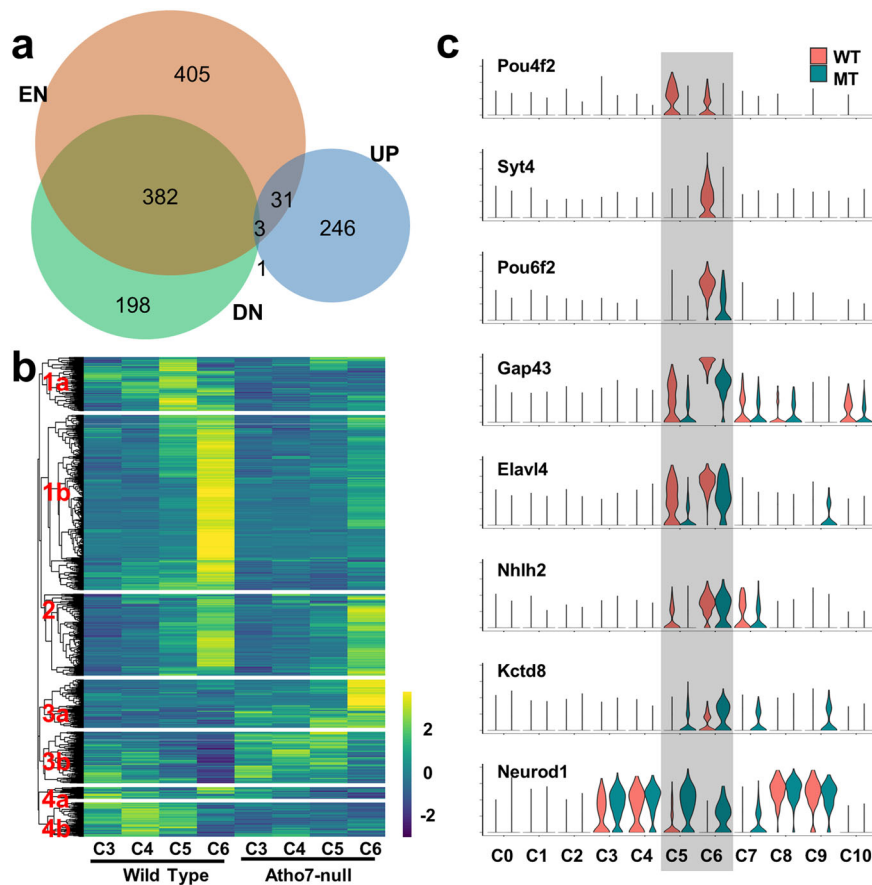 a
EN
405
382
31
3
1
198
DN
UP
246
b
1a
1b
2
3a
3b
4a
4b
2
0
-2
C3 C4 C5 C6 C3 C4 C5 C6
Wild Type Atho7-null
c
WT
MT
Pou4f2
Syt4
Pou6f2
Gap43
Elavl4
Nhlh2
Kctd8
Neurod1
C0 C1 C2 C3 C4 C5 C6 C7 C8 C9 C10